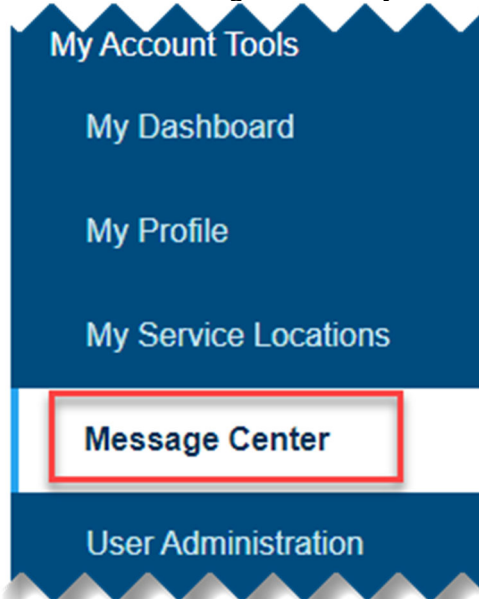 My Account Tools
My Dashboard
My Profile
My Service Locations
Message Center
User Administration